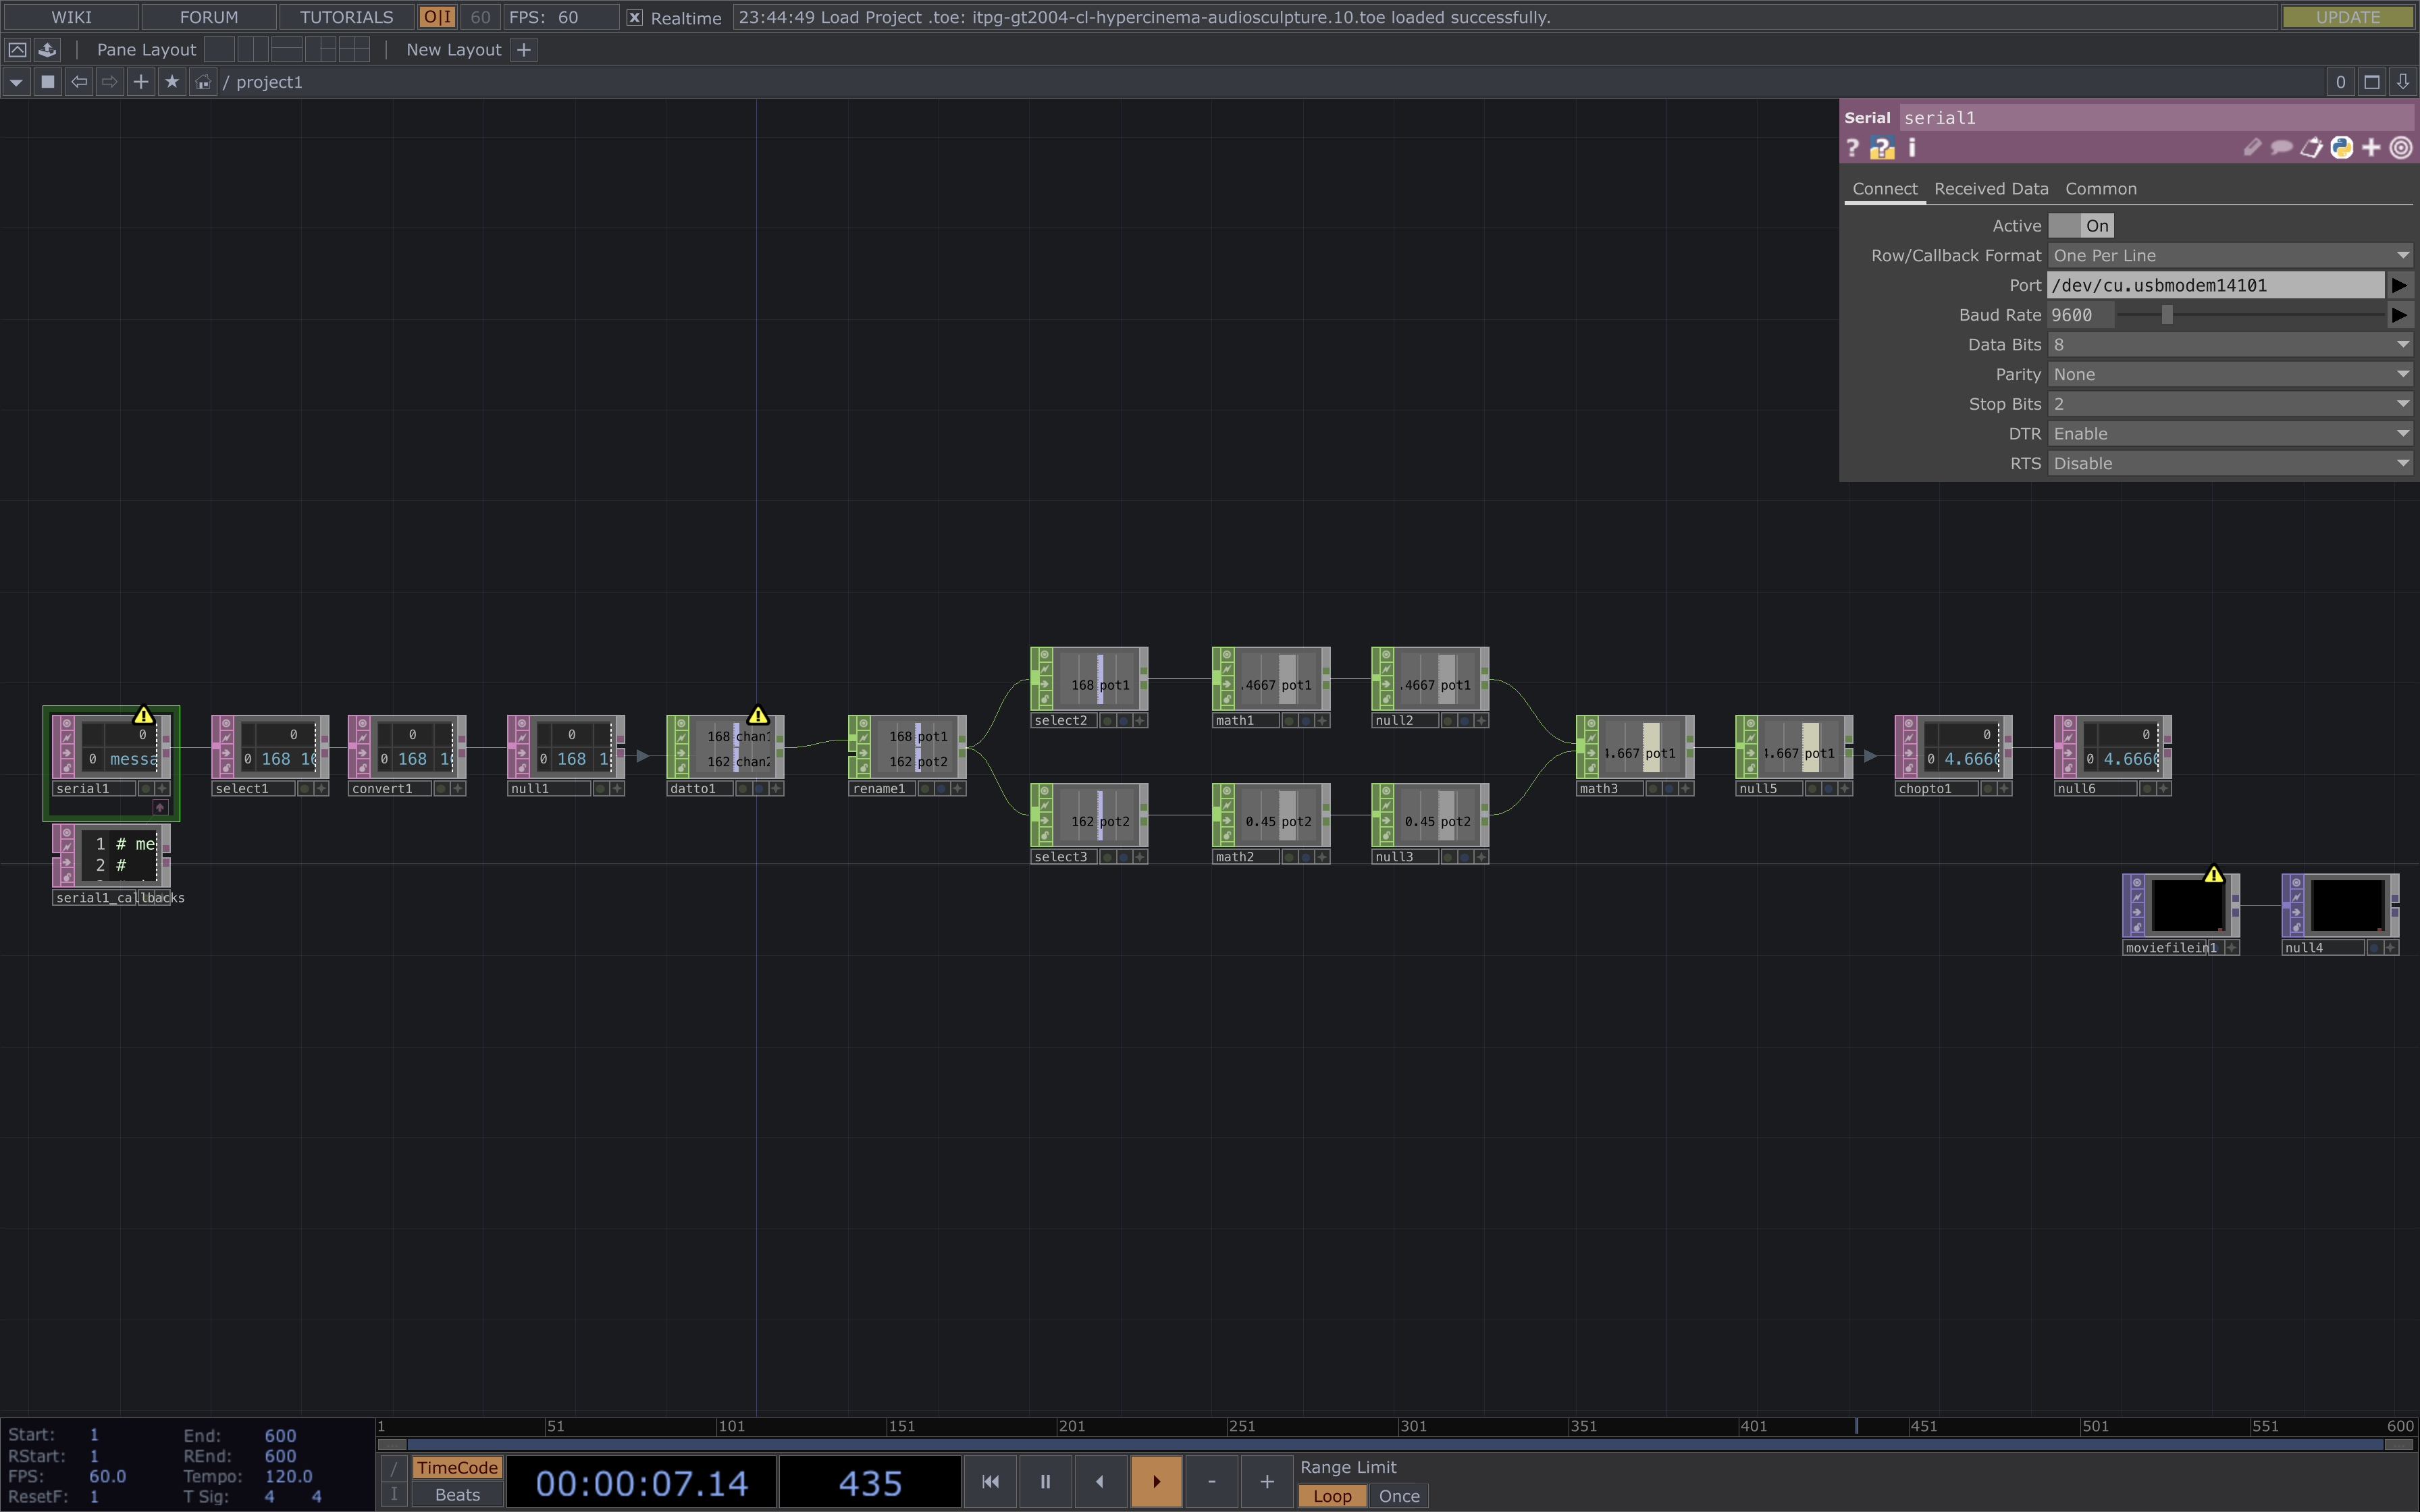 WIKI FORUM TUTORIALS O|I 60 FPS: 60 X Realtime 23:44:49 Load Project .toe: itpg-gt2004-cl-hypercinema-audiosculpture.10.toe loaded successfully. UPDATE
Pane Layout | New Layout +
/ project1 0
Serial serial1
? ? i
Connect Received Data Common
Active On
Row/Callback Format One Per Line
Port /dev/cu.usbmodem14101
Baud Rate 9600
Data Bits 8
Parity None
Stop Bits 2
DTR Enable
RTS Disable
168 pot1
select2
.4667 pot1
math1
.4667 pot1
null2
0
0 messa
serial1
0
0 168 16
select1
0
0 168 1
convert1
0
0 168 1
null1
168 chan1
162 chan2
datto1
168 pot1
162 pot2
rename1
4.667 pot1
math3
4.667 pot1
null5
0
0 4.666
chopto1
0
0 4.666
null6
162 pot2
select3
0.45 pot2
math2
0.45 pot2
null3
1 # me
2 #
serial1_callbacks
moviefilein1
null4
1 51 101 151 201 251 301 351 401 451 501 551 600
Start: 1 End: 600
RStart: 1 REnd: 600
FPS: 60.0 Tempo: 120.0
ResetF: 1 T Sig: 4 4
/ TimeCode
I Beats
00:00:07.14 435
- +
Range Limit
Loop Once